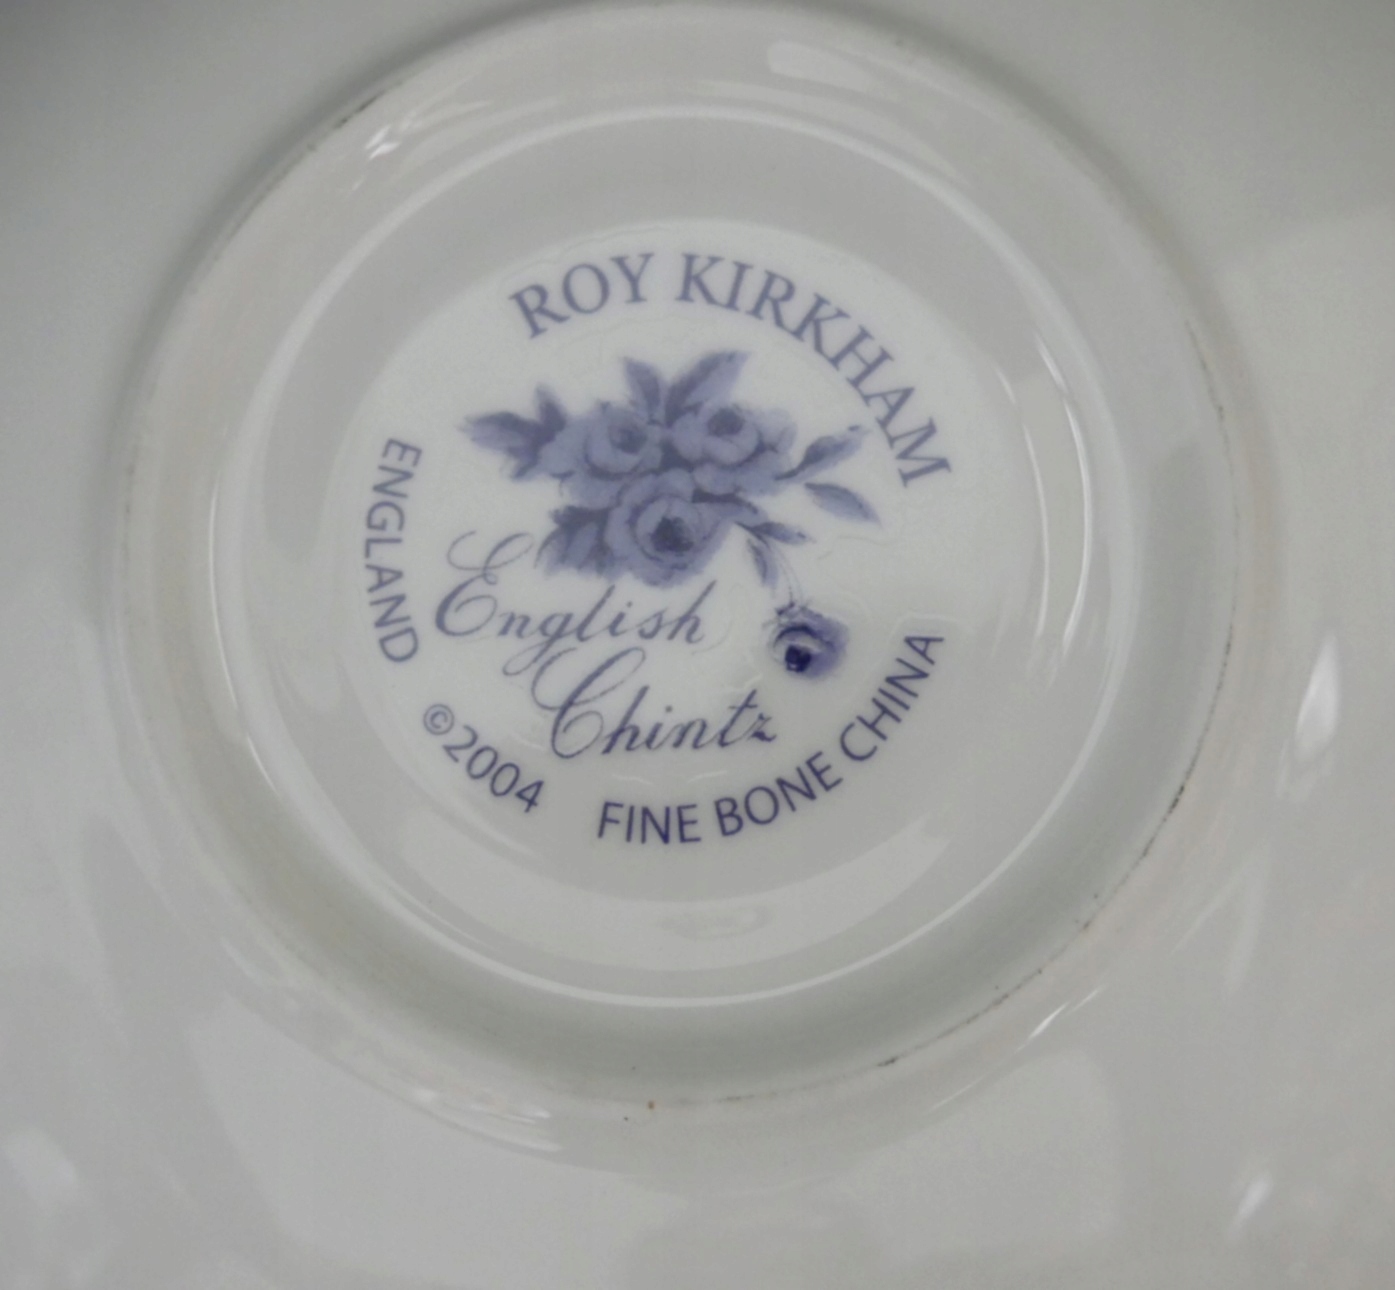 ROY KIRKHAM
English
Chintz
ENGLAND
©2004
FINE BONE CHINA